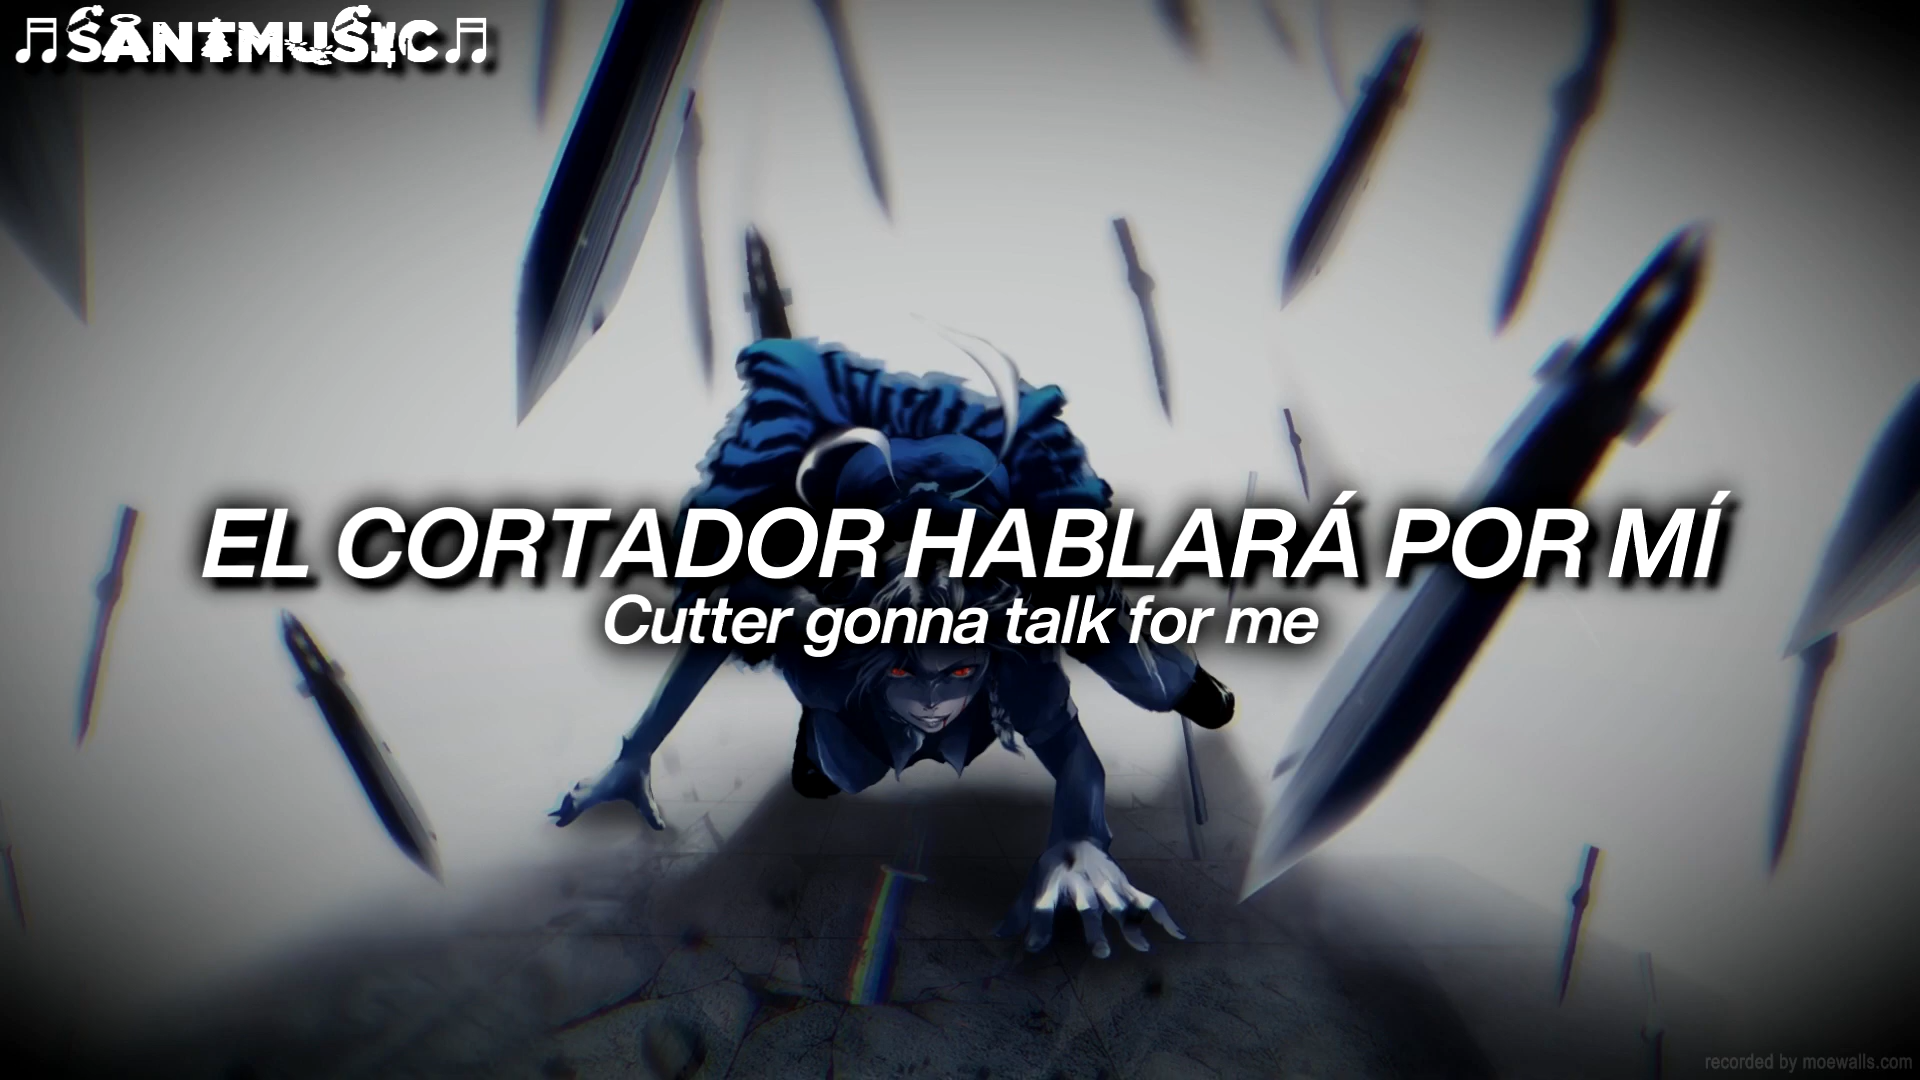 ♫SANTMUSIC♫
EL CORTADOR HABLARÁ POR MÍ
Cutter gonna talk for me
recorded by moewalls.com